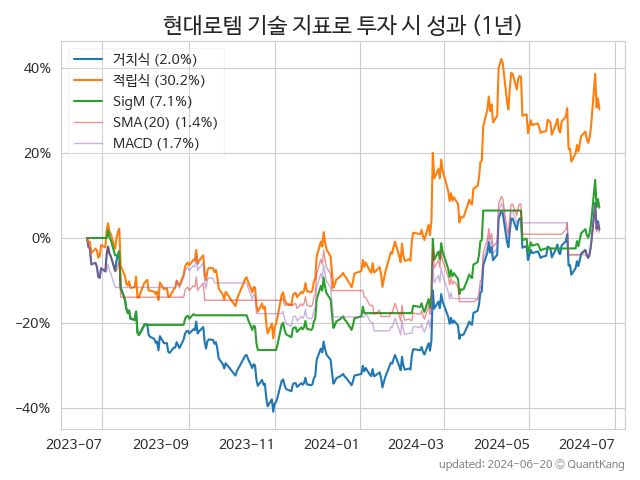 현대로템 기술 지표로 투자 시 성과 (1년)
거치식 (2.0%)
적립식 (30.2%)
SigM (7.1%)
SMA(20) (1.4%)
MACD (1.7%)
40%
20%
0%
−20%
−40%
2023-07 2023-09 2023-11 2024-01 2024-03 2024-05 2024-07
updated: 2024-06-20 © QuantKang